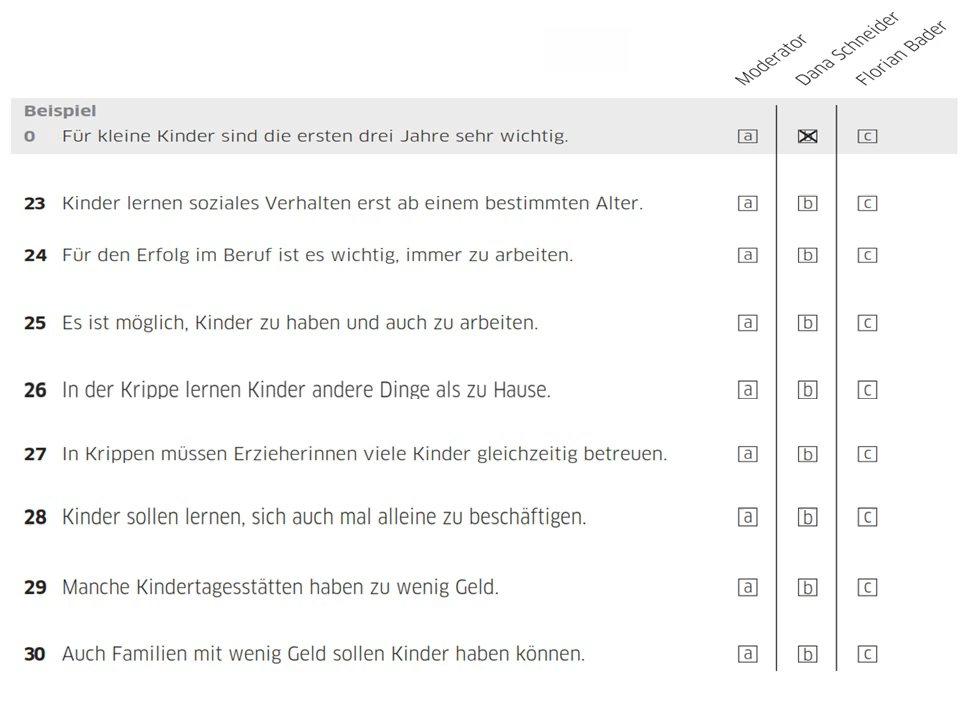 Moderator
Dana Schneider
Florian Bader
Beispiel
0 Für kleine Kinder sind die ersten drei Jahre sehr wichtig. a b c
23 Kinder lernen soziales Verhalten erst ab einem bestimmten Alter. a b c
24 Für den Erfolg im Beruf ist es wichtig, immer zu arbeiten. a b c
25 Es ist möglich, Kinder zu haben und auch zu arbeiten. a b c
26 In der Krippe lernen Kinder andere Dinge als zu Hause. a b c
27 In Krippen müssen Erzieherinnen viele Kinder gleichzeitig betreuen. a b c
28 Kinder sollen lernen, sich auch mal alleine zu beschäftigen. a b c
29 Manche Kindertagesstätten haben zu wenig Geld. a b c
30 Auch Familien mit wenig Geld sollen Kinder haben können. a b c